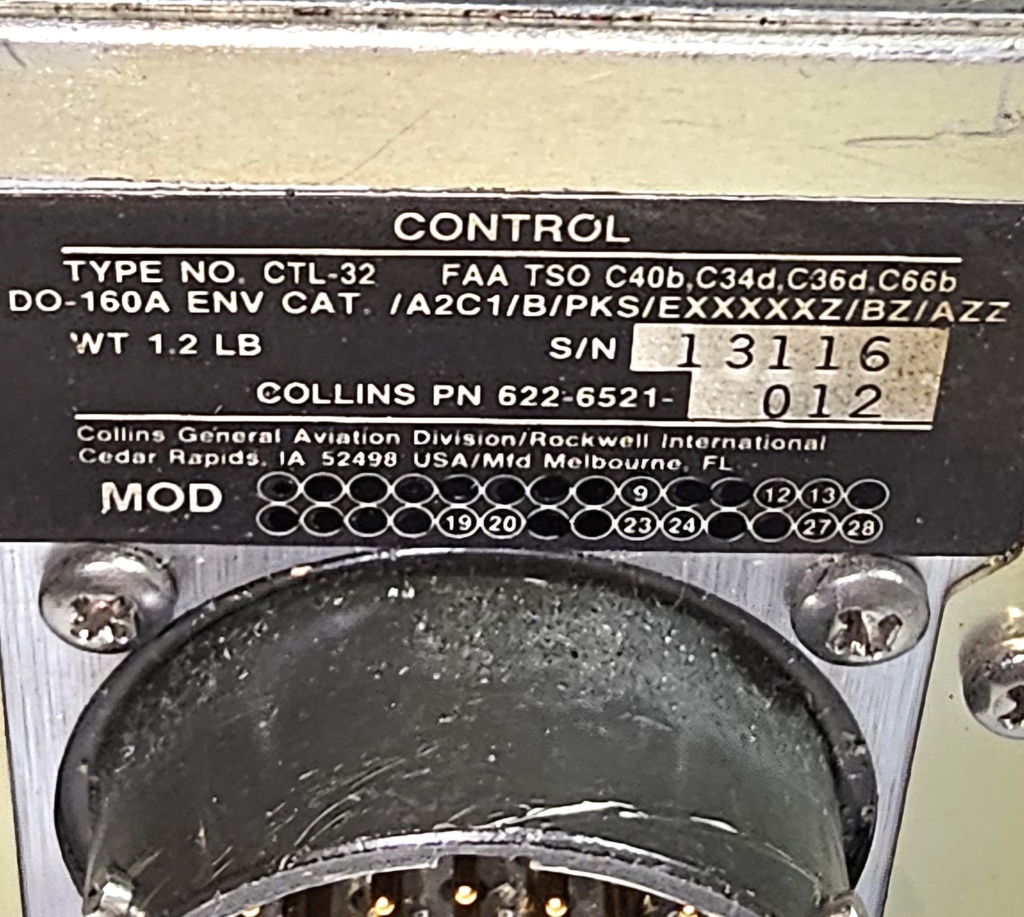 CONTROL
TYPE NO. CTL-32 FAA TSO C40b,C34d,C36d,C66b
DO-160A ENV CAT. /A2C1/B/PKS/EXXXXXZ/BZ/AZZ
WT 1.2 LB S/N 13116
COLLINS PN 622-6521- 012
Collins General Aviation Division/Rockwell International
Cedar Rapids, IA 52498 USA/Mfd Melbourne, FL
MOD 9 12 13
19 20 23 24 27 28